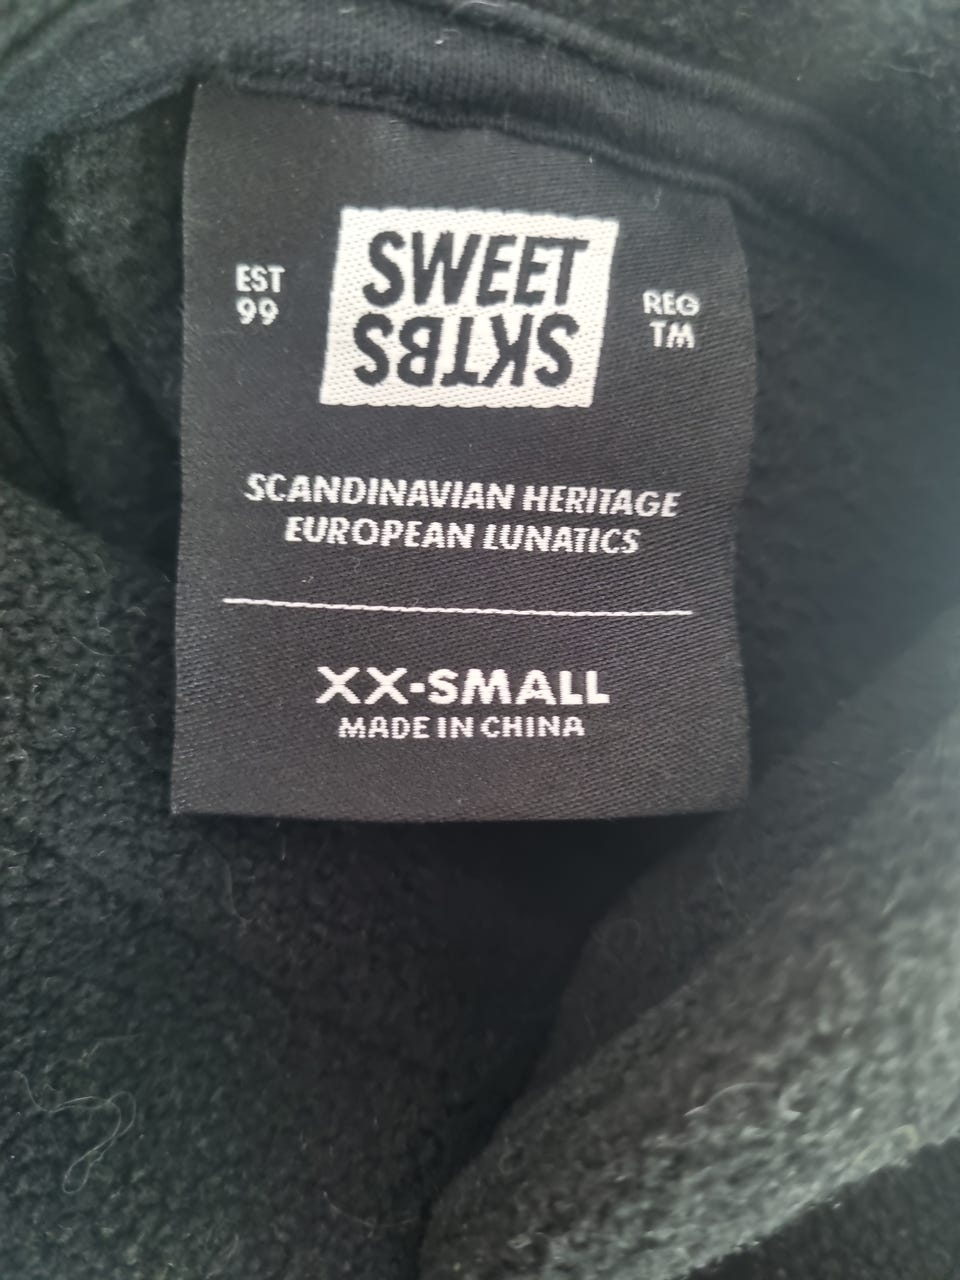 EST
99
SWEET
SKTBS
REG
TM
SCANDINAVIAN HERITAGE
EUROPEAN LUNATICS
XX-SMALL
MADE IN CHINA